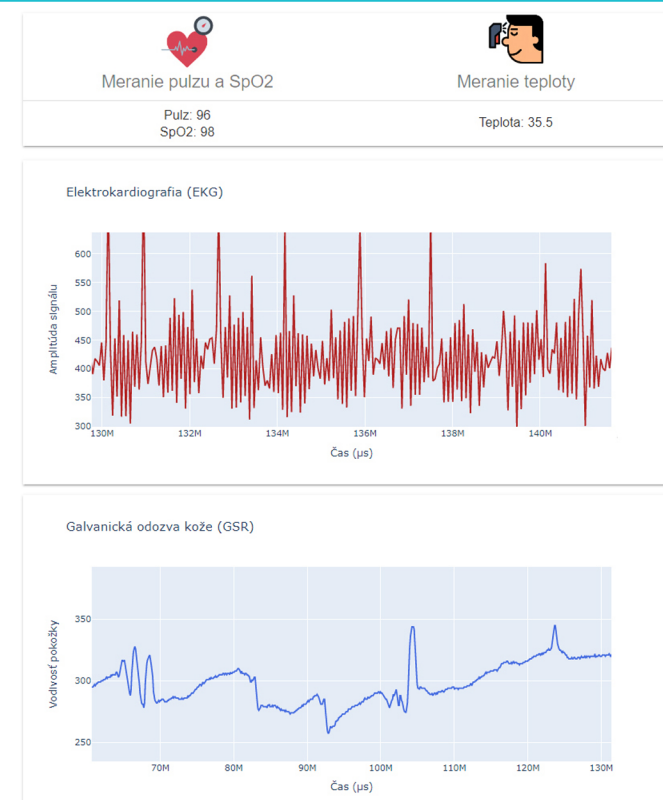 Meranie pulzu a SpO2
Meranie teploty
Pulz: 96
SpO2: 98
Teplota: 35.5
Elektrokardiografia (EKG)
Amplitúda signálu
600
550
500
450
400
350
300
130M
132M
134M
136M
138M
140M
Čas (µs)
Galvanická odozva kože (GSR)
Vodivosť pokožky
350
300
250
70M
80M
90M
100M
110M
120M
130M
Čas (µs)